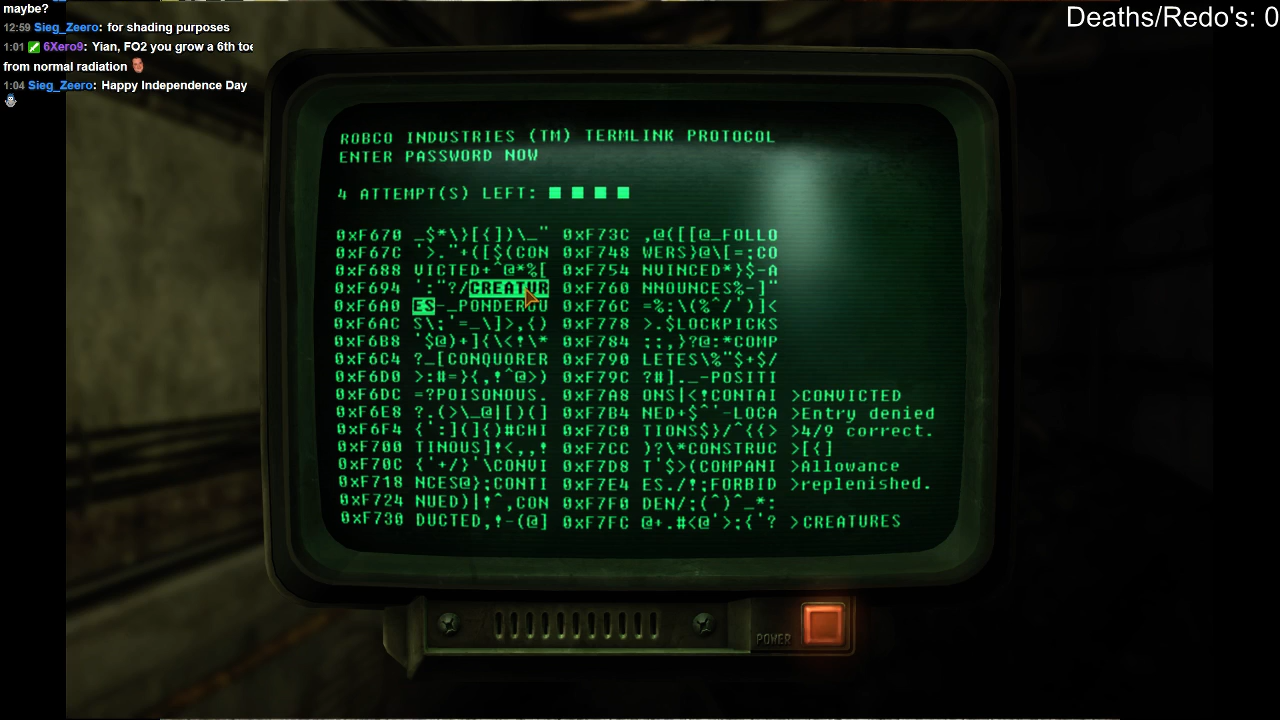 maybe?
12:59 Sieg_Zeero: for shading purposes
1:01 6Xero9: Yian, FO2 you grow a 6th toe
from normal radiation
1:04 Sieg_Zeero: Happy Independence Day
Deaths/Redo's: 0
ROBCO INDUSTRIES (TM) TERMLINK PROTOCOL
ENTER PASSWORD NOW
4 ATTEMPT(S) LEFT:
0xF670 _$*\}[{])\_" 0xF73C ,@([[@_FOLLO
0xF67C '>."+([$(CON 0xF748 WERS}@\[=;CO
0xF688 VICTED+^@*%[ 0xF754 NVINCED*}$-A
0xF694 ':"?/CREATUR 0xF760 NNOUNCES%-]"
0xF6A0 ES-_PONDEROU 0xF76C =%:\(%^/')]<
0xF6AC S\;'=_\]>,{) 0xF778 >.$LOCKPICKS
0xF6B8 '$@)+]{\<!\* 0xF784 :;,}?@:*COMP
0xF6C4 ?_[CONQUORER 0xF790 LETES\%"$+$/
0xF6D0 >:#=}{,!^@>) 0xF79C ?#]._-POSITI
0xF6DC =?POISONOUS. 0xF7A8 ONS|<!CONTAI >CONVICTED
0xF6E8 ?.(>\_@|[)(] 0xF7B4 NED+$^'-LOCA >Entry denied
0xF6F4 {':](]{)#CHI 0xF7C0 TIONS$}/^{{> >4/9 correct.
0xF700 TINOUS]!<,,! 0xF7CC )?\*CONSTRUC >[{]
0xF70C {'+/}'\CONVI 0xF7D8 T'$>(COMPANI >Allowance
0xF718 NCES@};CONTI 0xF7E4 ES./!;FORBID >replenished.
0xF724 NUED)|!^,CON 0xF7F0 DEN/;(^)^_*:
0xF730 DUCTED,!-(@] 0xF7FC @+.#<@'>:{'? >CREATURES
POWER